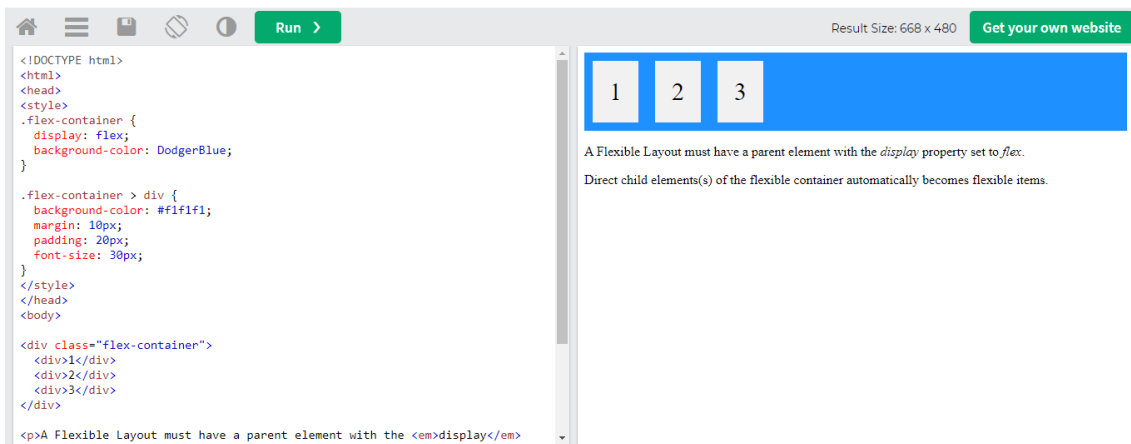 Run ❯
Result Size: 668 x 480
Get your own website
<!DOCTYPE html>
<html>
<head>
<style>
.flex-container {
  display: flex;
  background-color: DodgerBlue;
}

.flex-container > div {
  background-color: #f1f1f1;
  margin: 10px;
  padding: 20px;
  font-size: 30px;
}
</style>
</head>
<body>

<div class="flex-container">
  <div>1</div>
  <div>2</div>
  <div>3</div>
</div>

<p>A Flexible Layout must have a parent element with the <em>display</em>
1 2 3
A Flexible Layout must have a parent element with the display property set to flex.
Direct child elements(s) of the flexible container automatically becomes flexible items.